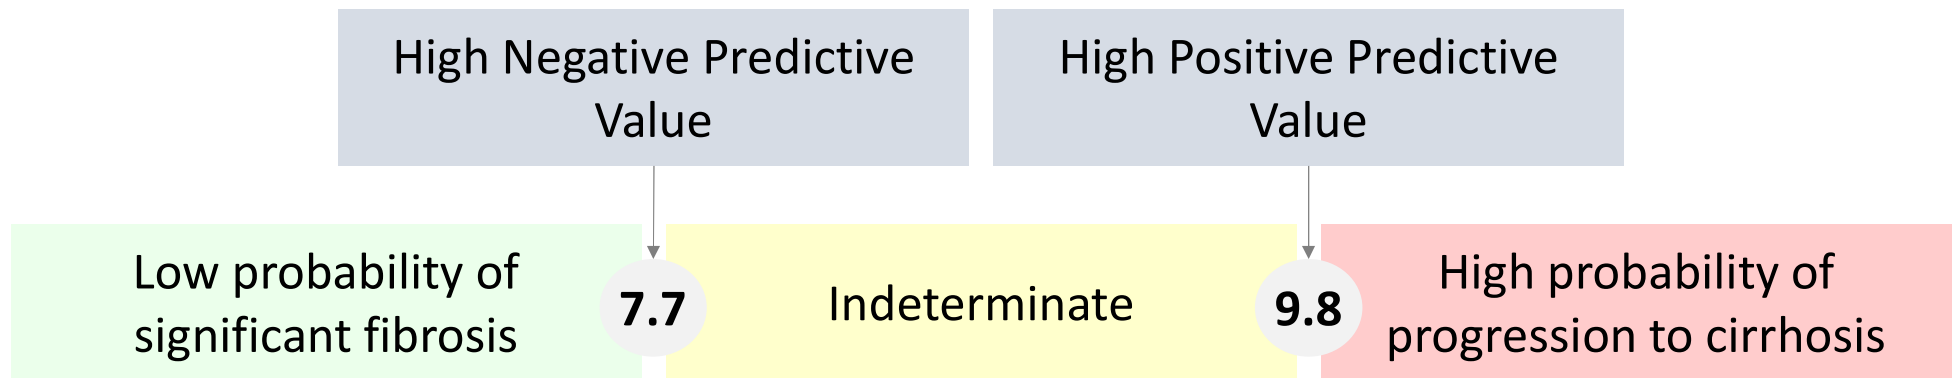 High Negative Predictive
Value
High Positive Predictive
Value
Low probability of
significant fibrosis
7.7
Indeterminate
9.8
High probability of
progression to cirrhosis